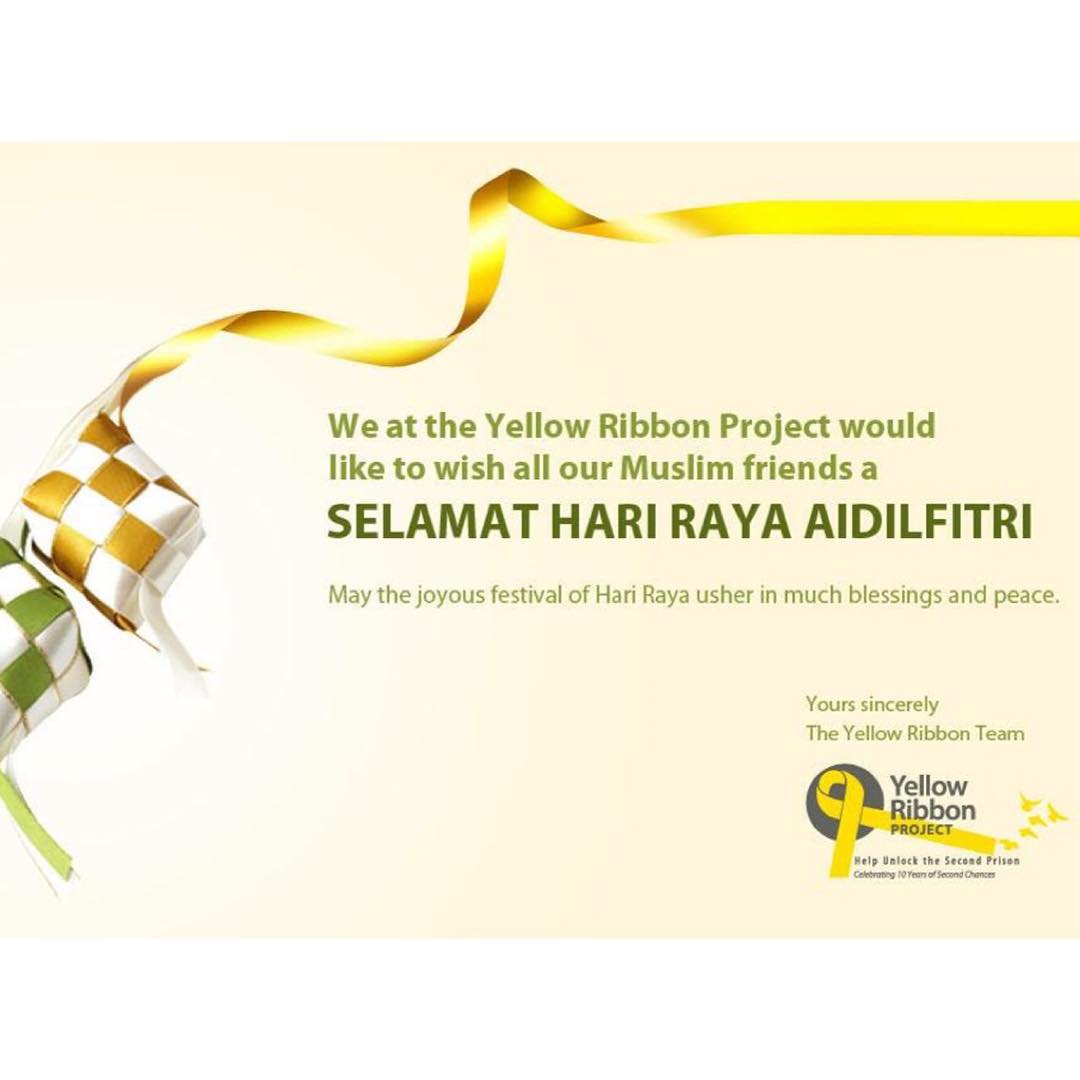 We at the Yellow Ribbon Project would
like to wish all our Muslim friends a
SELAMAT HARI RAYA AIDILFITRI
May the joyous festival of Hari Raya usher in much blessings and peace.
Yours sincerely
The Yellow Ribbon Team
Yellow
Ribbon
PROJECT
Help Unlock the Second Prison
Celebrating 10 Years of Second Chances